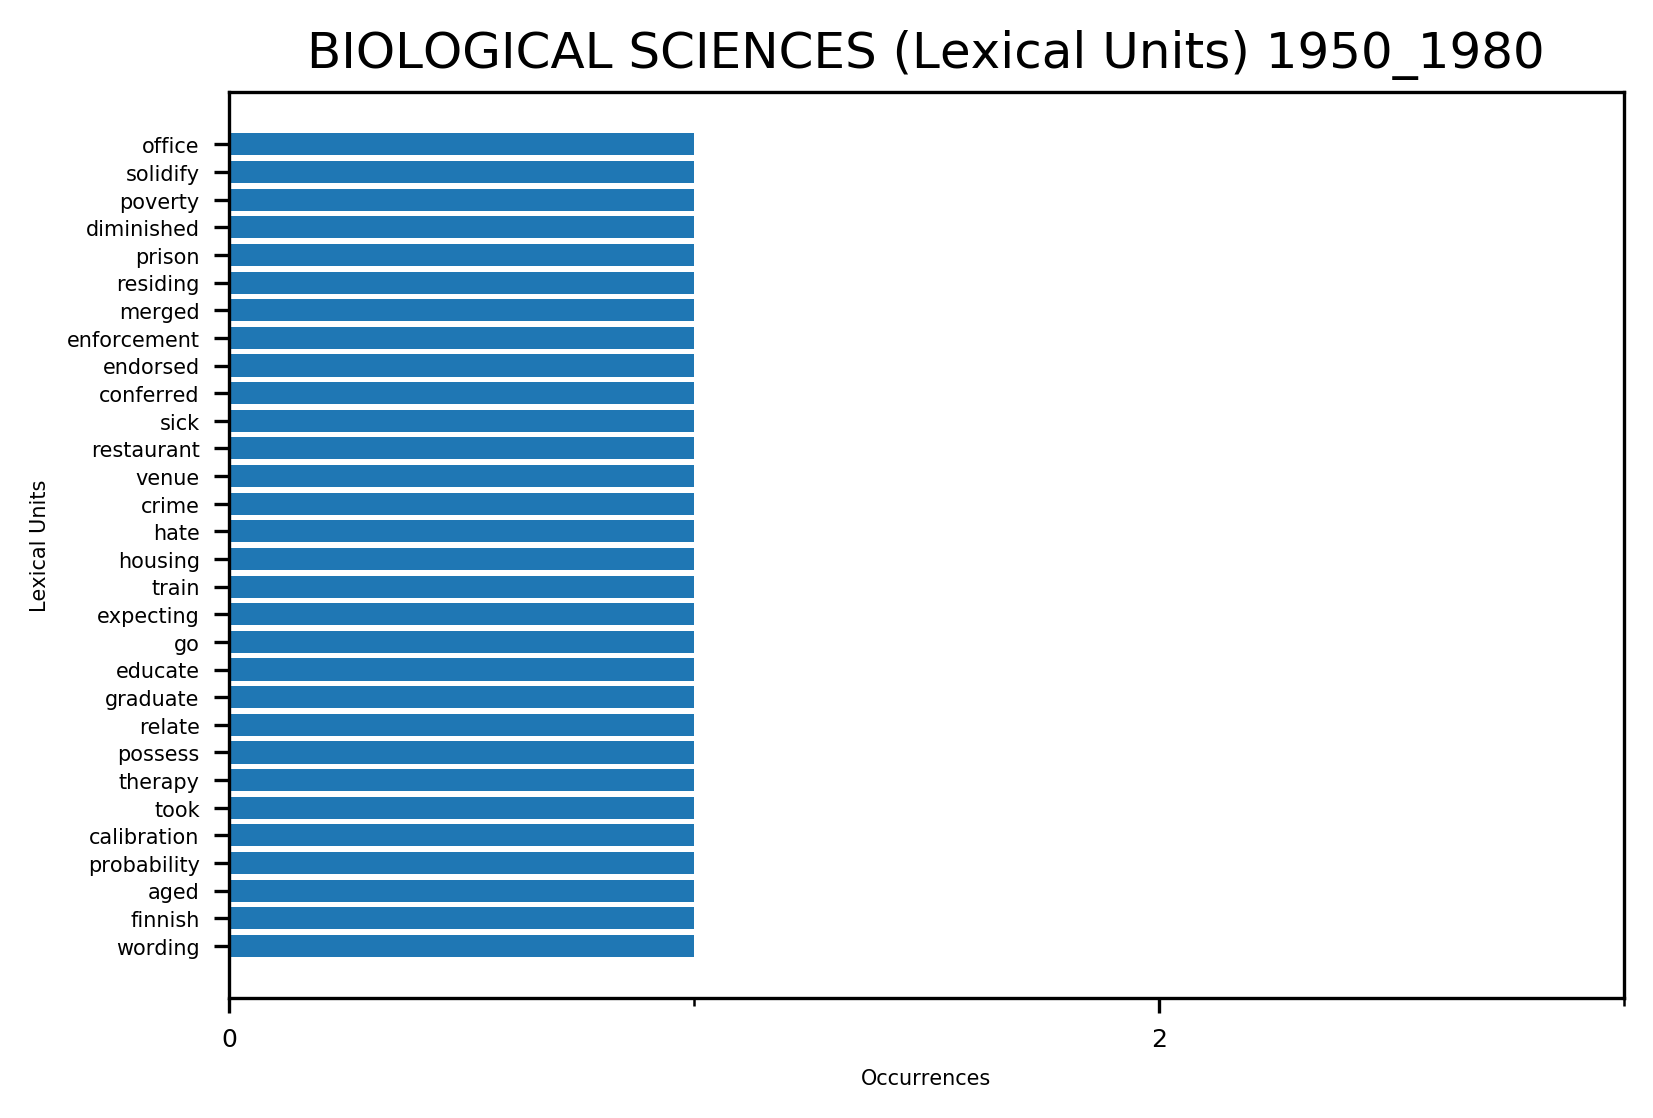 BIOLOGICAL SCIENCES (Lexical Units) 1950_1980
office
solidify
poverty
diminished
prison
residing
merged
enforcement
endorsed
conferred
sick
restaurant
venue
crime
hate
housing
train
expecting
go
educate
graduate
relate
possess
therapy
took
calibration
probability
aged
finnish
wording
Lexical Units
0
2
Occurrences